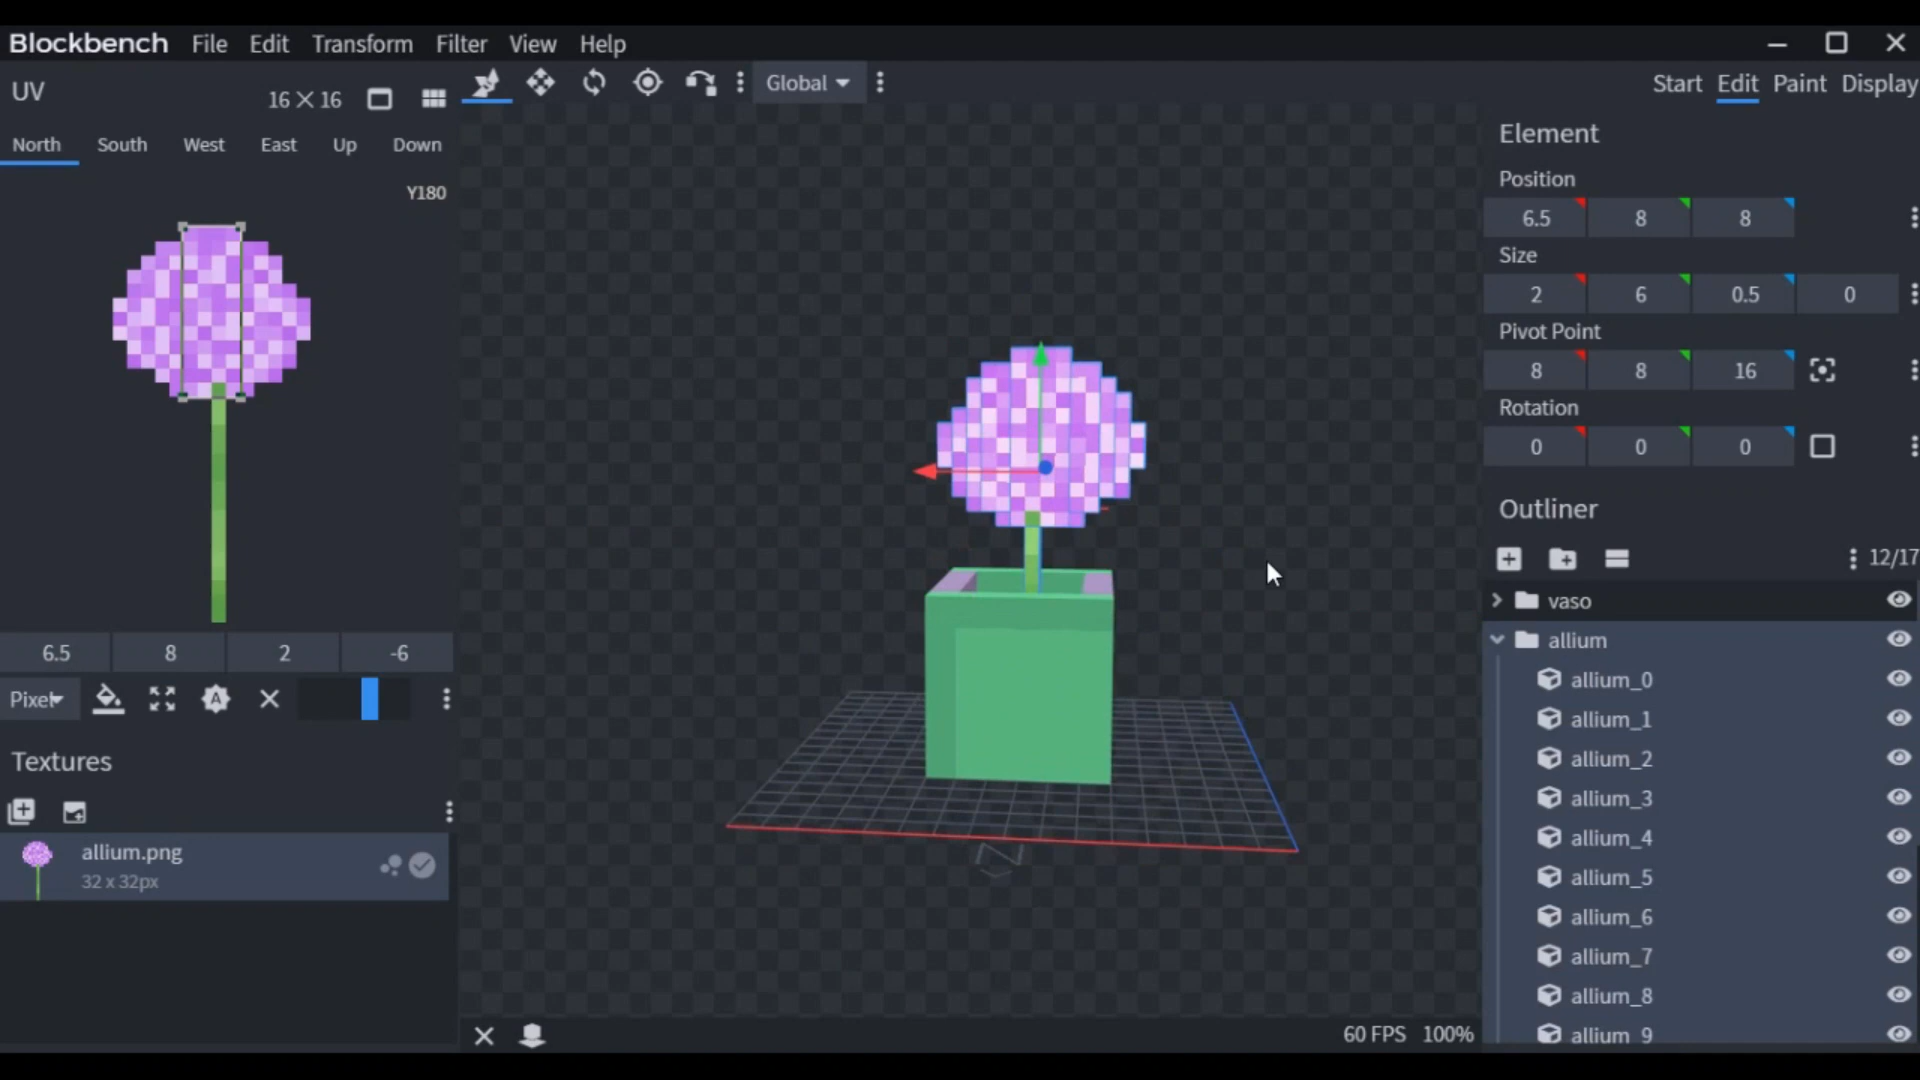 Blockbench File Edit Transform Filter View Help
UV
16 × 16
Global
Start Edit Paint Display
North South West East Up Down
Y180
Element
Position
6.5 8 8
Size
2 6 0.5 0
Pivot Point
8 8 16
Rotation
0 0 0
Outliner
12/17
vaso
allium
allium_0
allium_1
allium_2
allium_3
allium_4
allium_5
allium_6
allium_7
allium_8
allium_9
6.5 8 2 -6
Pixel
Textures
allium.png
32 x 32px
60 FPS 100%